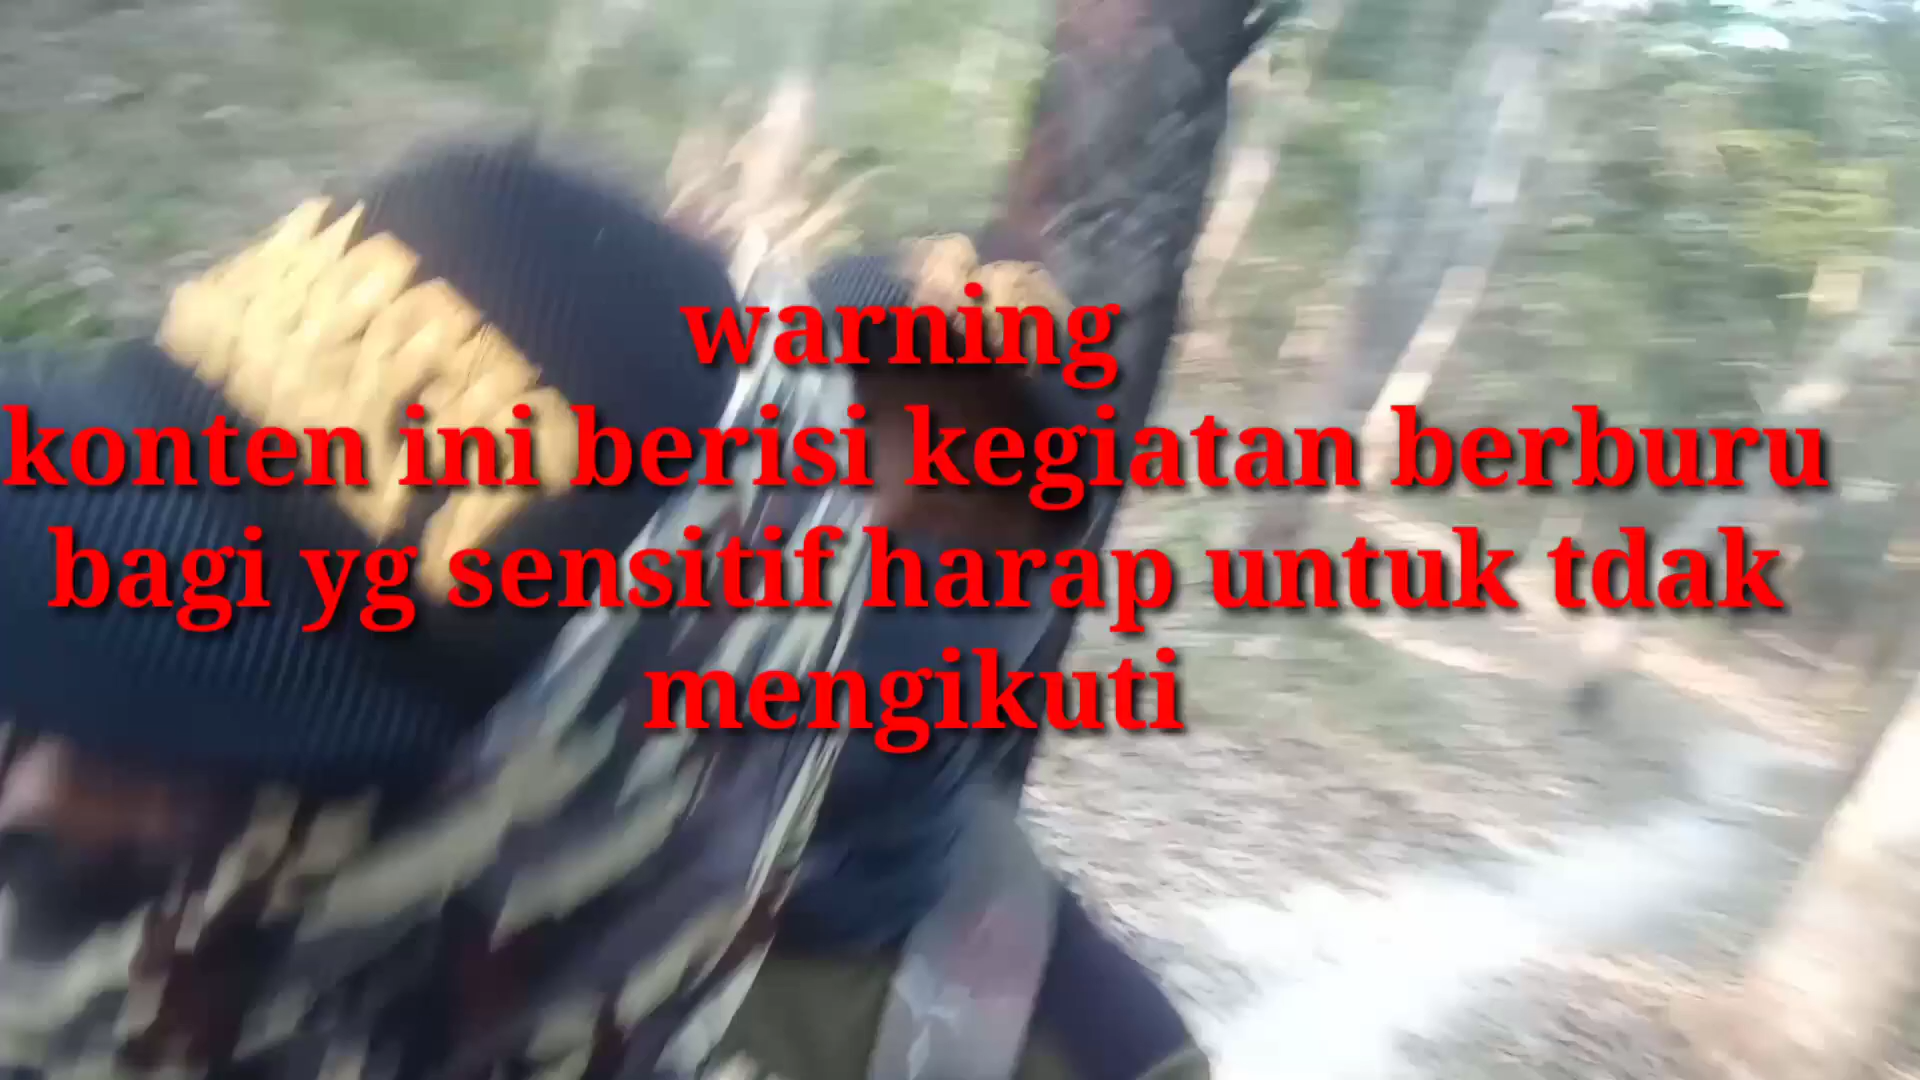 warning
konten ini berisi kegiatan berburu
bagi yg sensitif harap untuk tdak
mengikuti